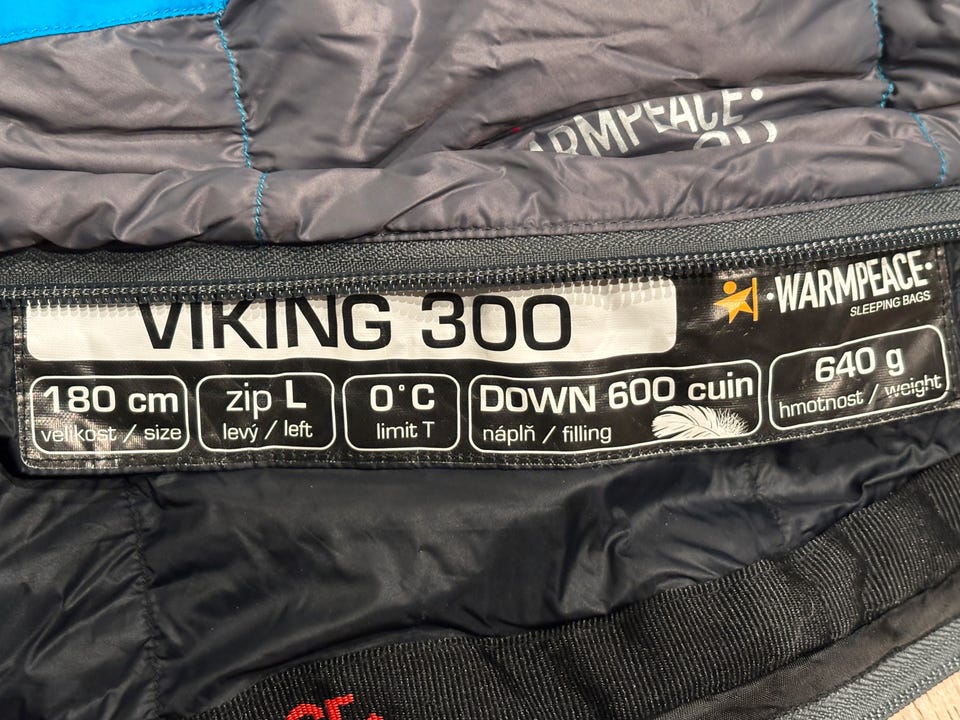 WARMPEACE
VIKING 300
WARMPEACE
SLEEPING BAGS
180 cm
velikost / size
zip L
levý / left
0°C
limit T
DOWN 600 cuin
náplň / filling
640 g
hmotnost / weight